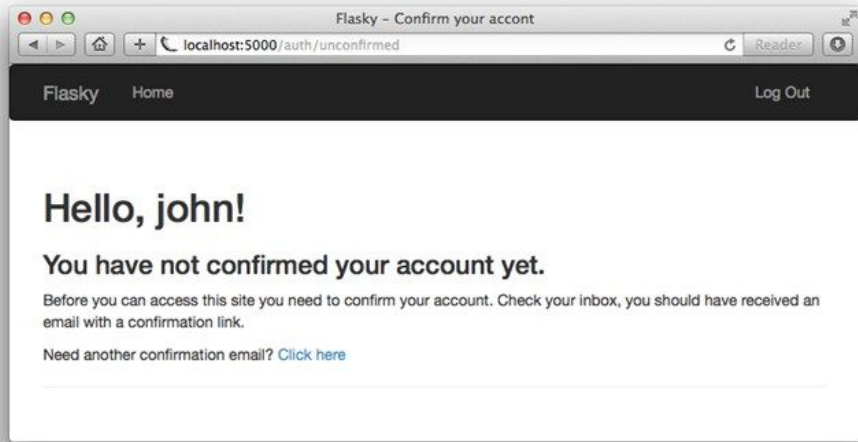 Flasky - Confirm your accont
localhost:5000/auth/unconfirmed
Reader
Flasky Home Log Out
Hello, john!
You have not confirmed your account yet.
Before you can access this site you need to confirm your account. Check your inbox, you should have received an
email with a confirmation link.
Need another confirmation email? Click here